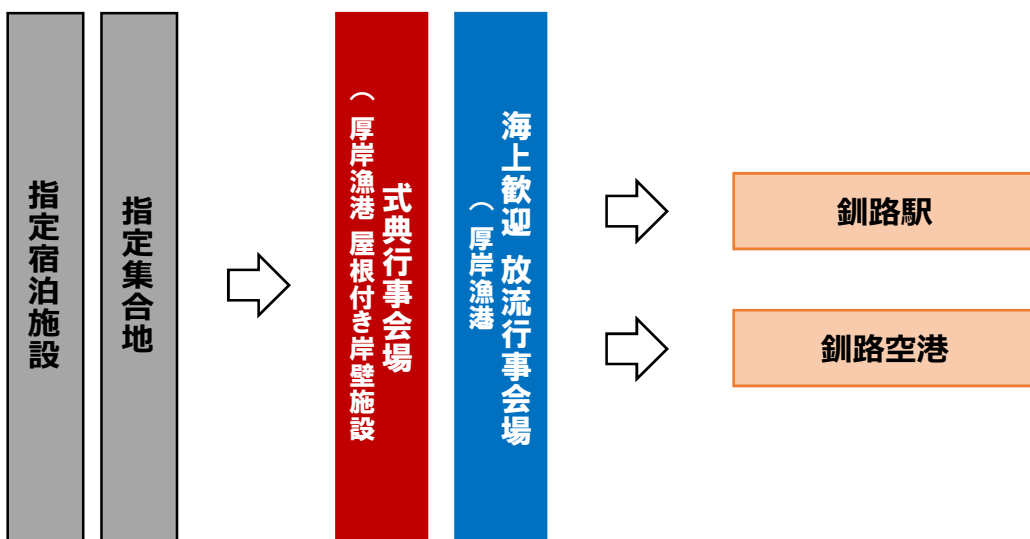 指定宿泊施設
指定集合地
式典行事会場
（ 厚岸漁港 屋根付き岸壁施設
海上歓迎 放流行事会場
（ 厚岸漁港
釧路駅
釧路空港